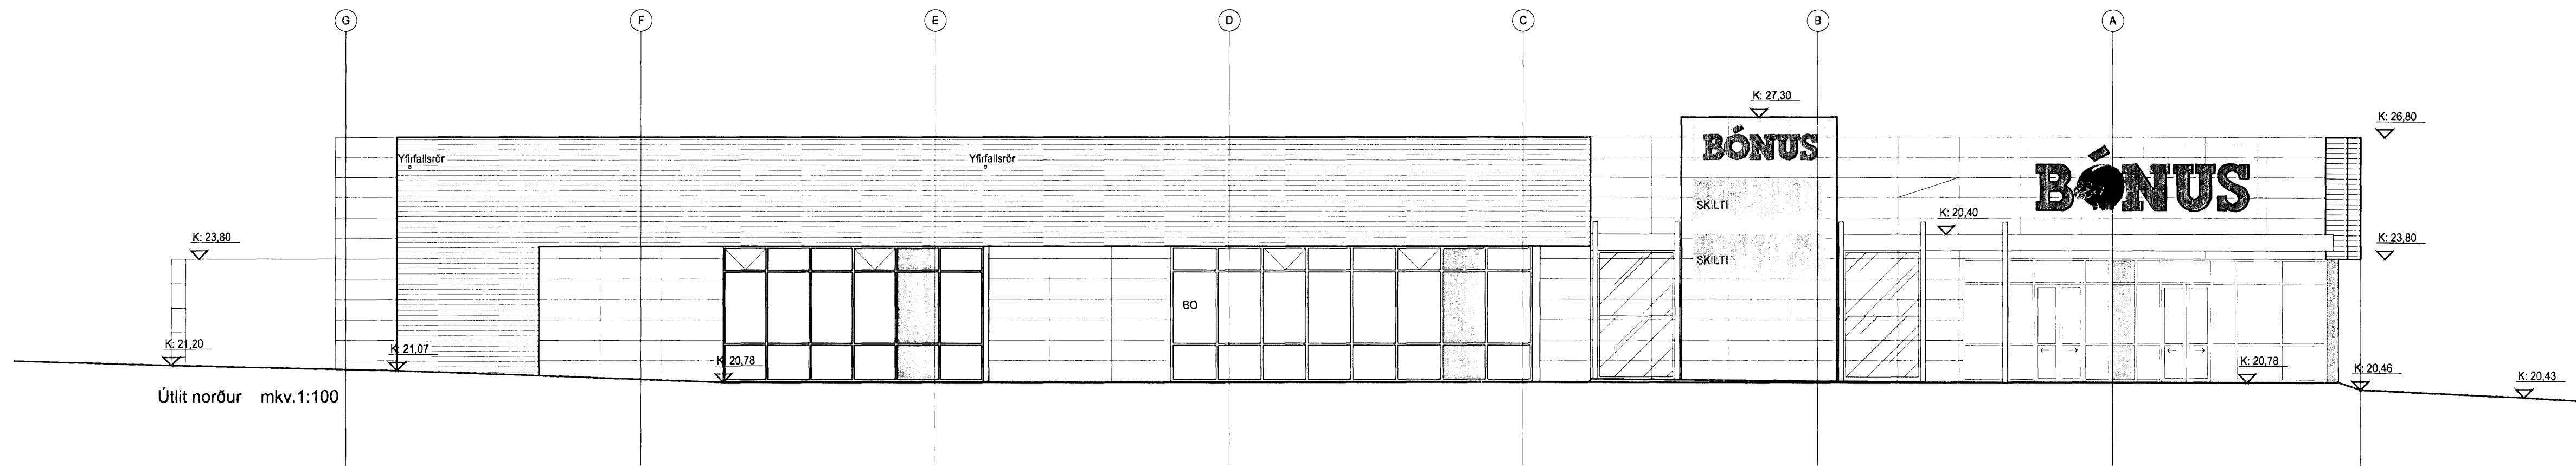 G F E D C B A
K: 27,30
K: 26,80
BÓNUS
Yfirfallsrör Yfirfallsrör
BÓNUS
SKILTI
K: 20,40
K: 23,80
K: 23,80
SKILTI
BO
K: 21,20
K: 21,07
K: 20,78
K: 20,78
K: 20,46
K: 20,43
Útlit norður mkv.1:100